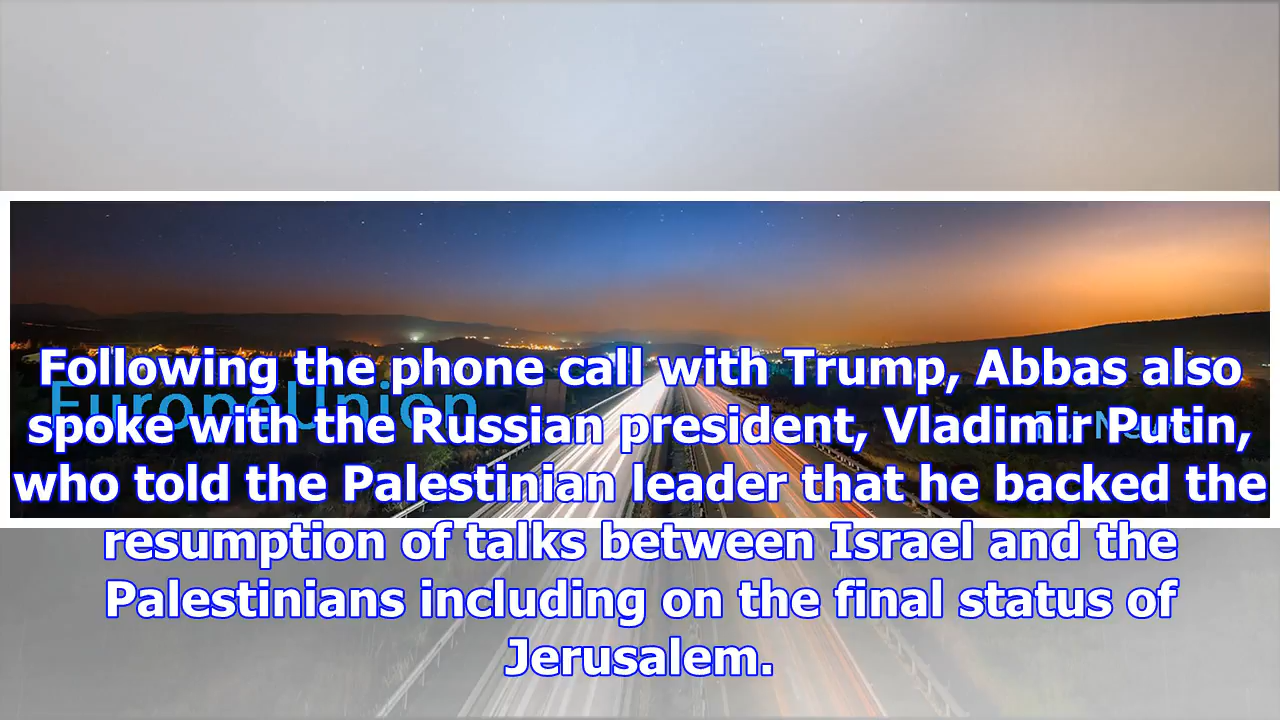 Following the phone call with Trump, Abbas also
EuropeUnion
spoke with the Russian president, Vladimir Putin,
who told the Palestinian leader that he backed the
resumption of talks between Israel and the
Palestinians including on the final status of
Jerusalem.